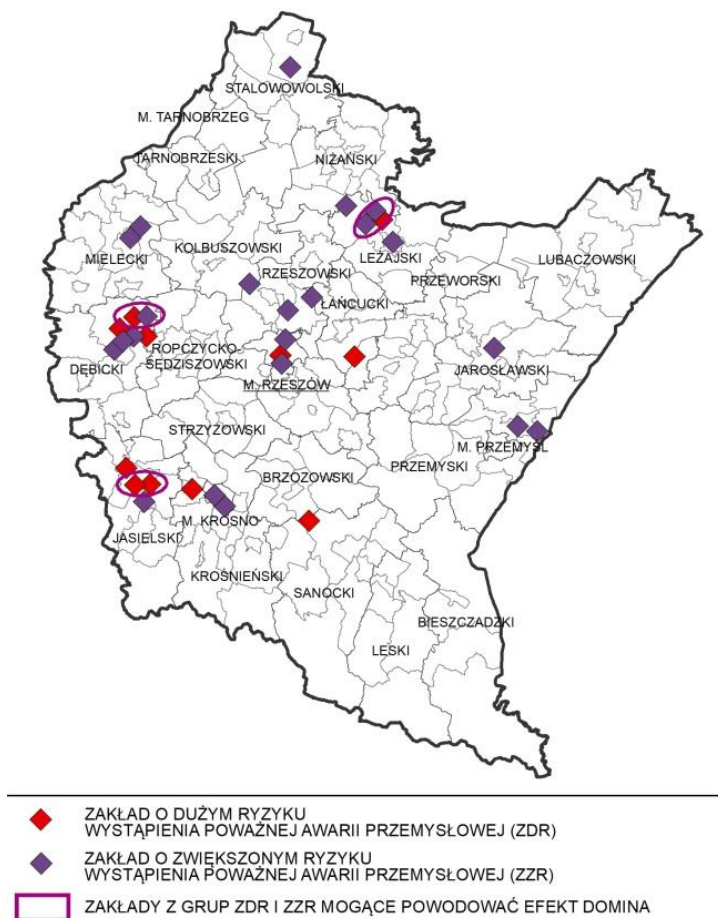 STALOWOWOLSKI
M. TARNOBRZEG
TARNOBRZESKI
NIŻAŃSKI
KOLBUSZOWSKI
MIELECKI
RZESZOWSKI
LEŻAJSKI
LUBACZOWSKI
PRZEWORSKI
ŁAŃCUCKI
ROPCZYCKO-
SĘDZISZOWSKI
DĘBICKI
JAROSŁAWSKI
M. RZESZÓW
STRZYŻOWSKI
M. PRZEMYŚL
PRZEMYSKI
BRZOZOWSKI
M. KROSNO
JASIELSKI
KROŚNIEŃSKI
SANOCKI
BIESZCZADZKI
LESKI
ZAKŁAD O DUŻYM RYZYKU
WYSTĄPIENIA POWAŻNEJ AWARII PRZEMYSŁOWEJ (ZDR)
ZAKŁAD O ZWIĘKSZONYM RYZYKU
WYSTĄPIENIA POWAŻNEJ AWARII PRZEMYSŁOWEJ (ZZR)
ZAKŁADY Z GRUP ZDR I ZZR MOGĄCE POWODOWAĆ EFEKT DOMINA